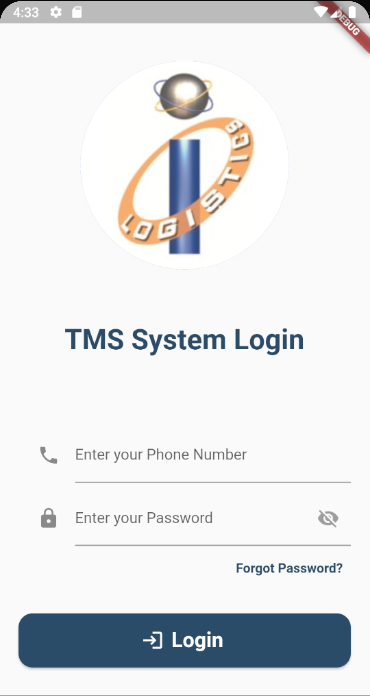 4:33
DEBUG
LOGISTICS
TMS System Login
Enter your Phone Number
Enter your Password
Forgot Password?
Login